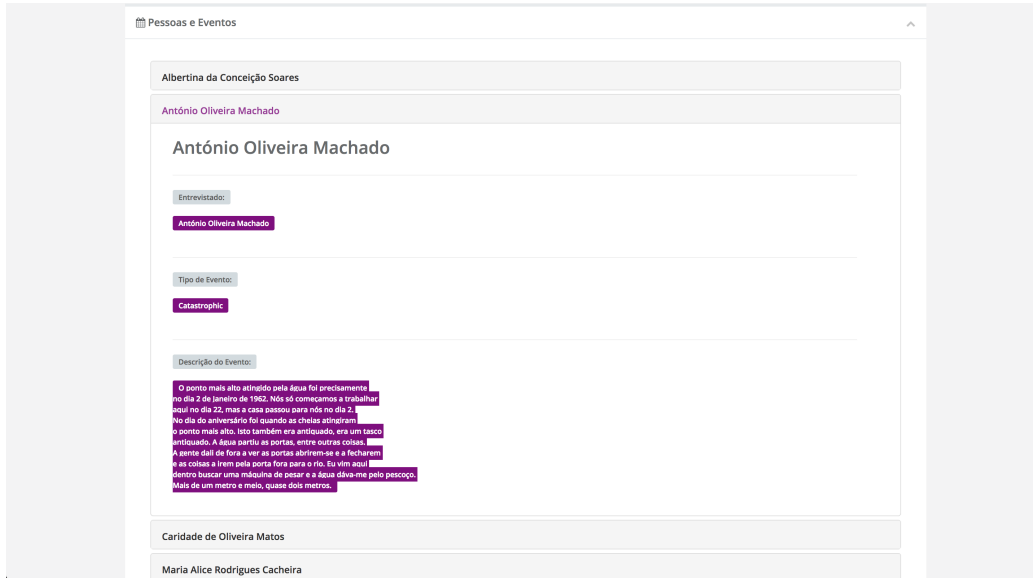 Pessoas e Eventos
Albertina da Conceição Soares
António Oliveira Machado
António Oliveira Machado
Entrevistado:
António Oliveira Machado
Tipo de Evento:
Catastrophic
Descrição do Evento:
O ponto mais alto atingido pela água foi precisamente
no dia 2 de Janeiro de 1962. Nós só começamos a trabalhar
aqui no dia 22, mas a casa passou para nós no dia 2.
No dia do aniversário foi quando as cheias atingiram
o ponto mais alto. Isto também era antiquado, era um tasco
antiquado. A água partiu as portas, entre outras coisas.
A gente dali de fora a ver as portas abrirem-se e a fecharem
e as coisas a irem pela porta fora para o rio. Eu vim aqui
dentro buscar uma máquina de pesar e a água dáva-me pelo pescoço.
Mais de um metro e meio, quase dois metros.
Caridade de Oliveira Matos
Maria Alice Rodrigues Cacheira